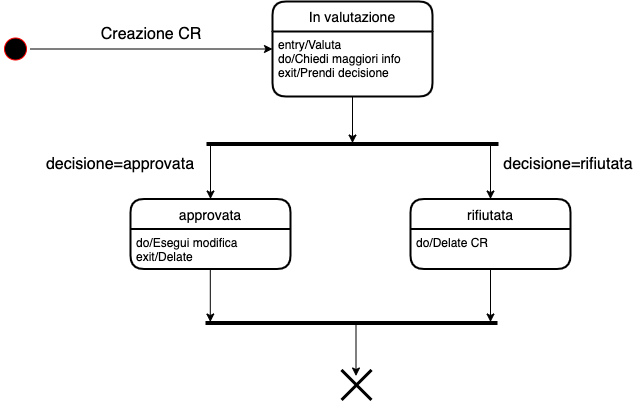 Creazione CR
In valutazione
entry/Valuta
do/Chiedi maggiori info
exit/Prendi decisione
decisione=approvata
decisione=rifiutata
approvata
do/Esegui modifica
exit/Delate
rifiutata
do/Delate CR